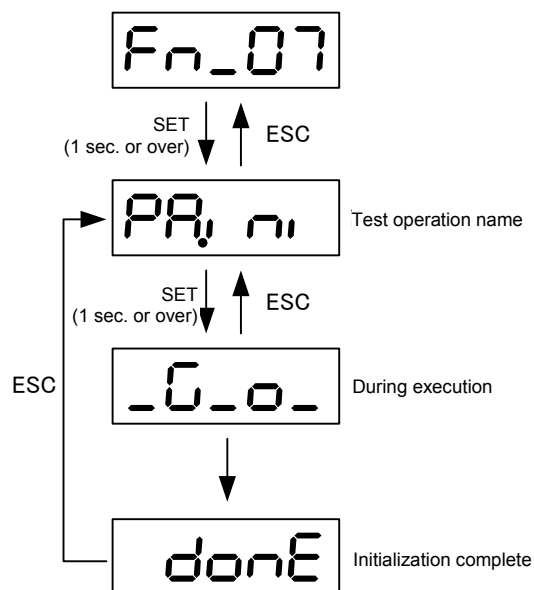 Fn_07
SET
(1 sec. or over)
ESC
PA.ini
Test operation name
SET
(1 sec. or over)
ESC
ESC
_G_o_
During execution
donE
Initialization complete